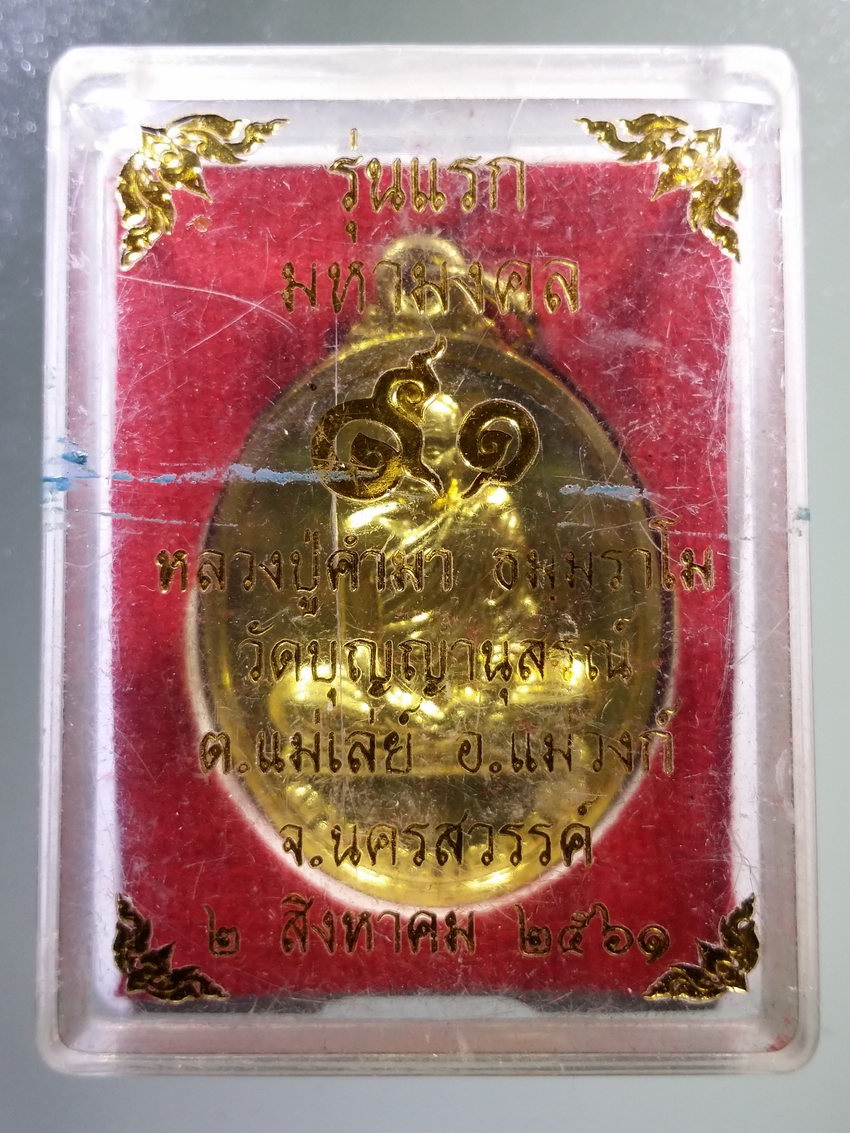 รุ่นแรก
มหามงคล
๙๑
หลวงปู่คำมา ธมฺมราโม
วัดบุญญานุสรณ์
ต.แม่เล่ย์ อ.แม่วงก์
จ.นครสวรรค์
๒ สิงหาคม ๒๕๖๑